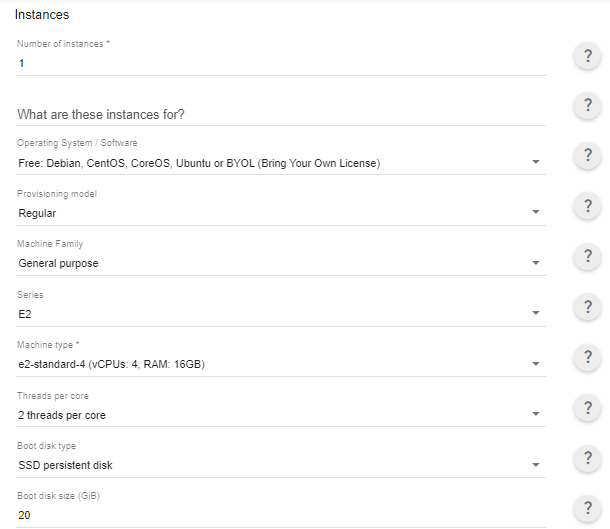 Instances
Number of instances *
?
1
?
What are these instances for?
Operating System / Software
?
Free: Debian, CentOS, CoreOS, Ubuntu or BYOL (Bring Your Own License)
Provisioning model
?
Regular
Machine Family
?
General purpose
Series
?
E2
Machine type *
?
e2-standard-4 (vCPUs: 4, RAM: 16GB)
Threads per core
?
2 threads per core
Boot disk type
?
SSD persistent disk
Boot disk size (GiB)
?
20